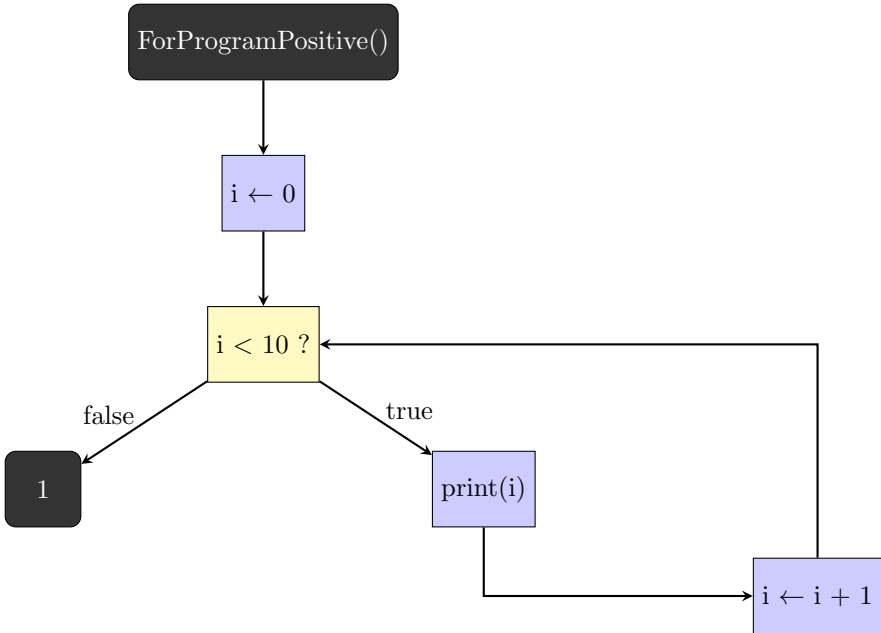 ForProgramPositive()
i ← 0
i < 10 ?
false
true
1
print(i)
i ← i + 1